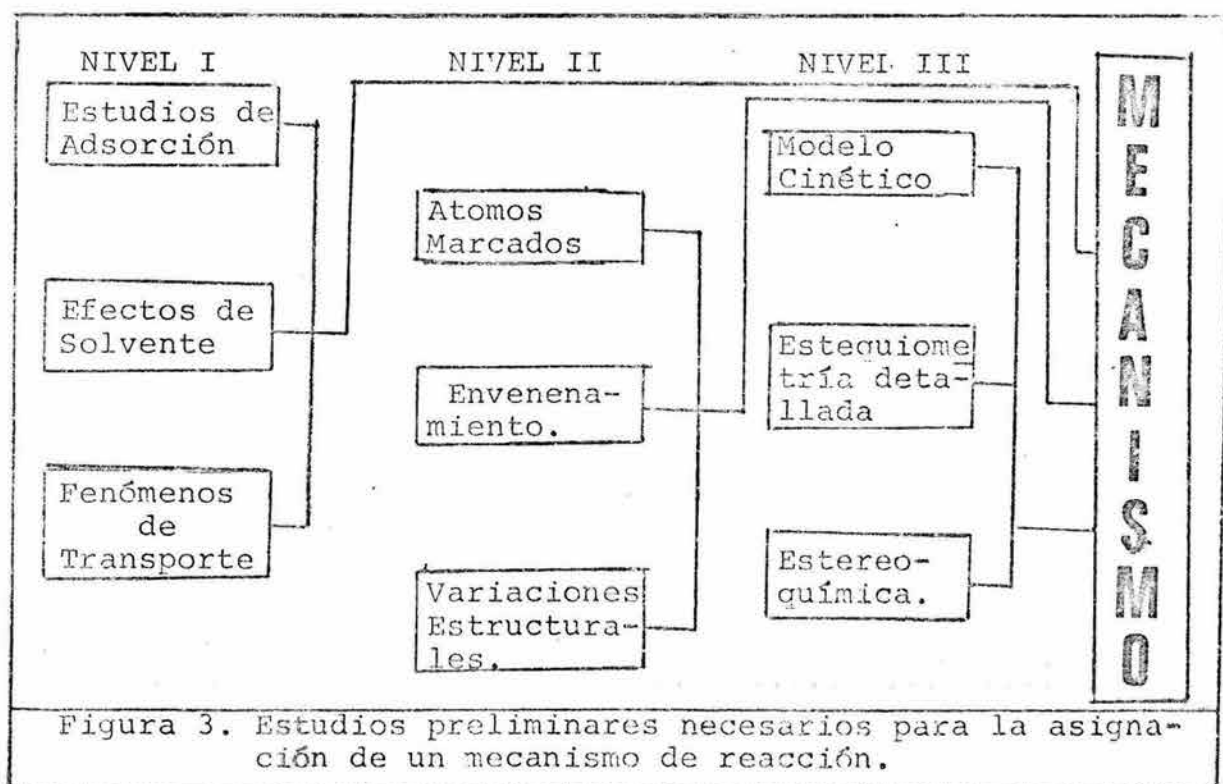 NIVEL I
Estudios de
Adsorción
Efectos de
Solvente
Fenómenos
de
Transporte
NIVEL II
Atomos
Marcados
Envenena-
miento.
Variaciones
Estructura-
les.
NIVEL III
Modelo
Cinético
Estequiome
tría deta-
llada
Estereo-
química.
MECANISMO
Figura 3. Estudios preliminares necesarios para la asigna-
ción de un mecanismo de reacción.